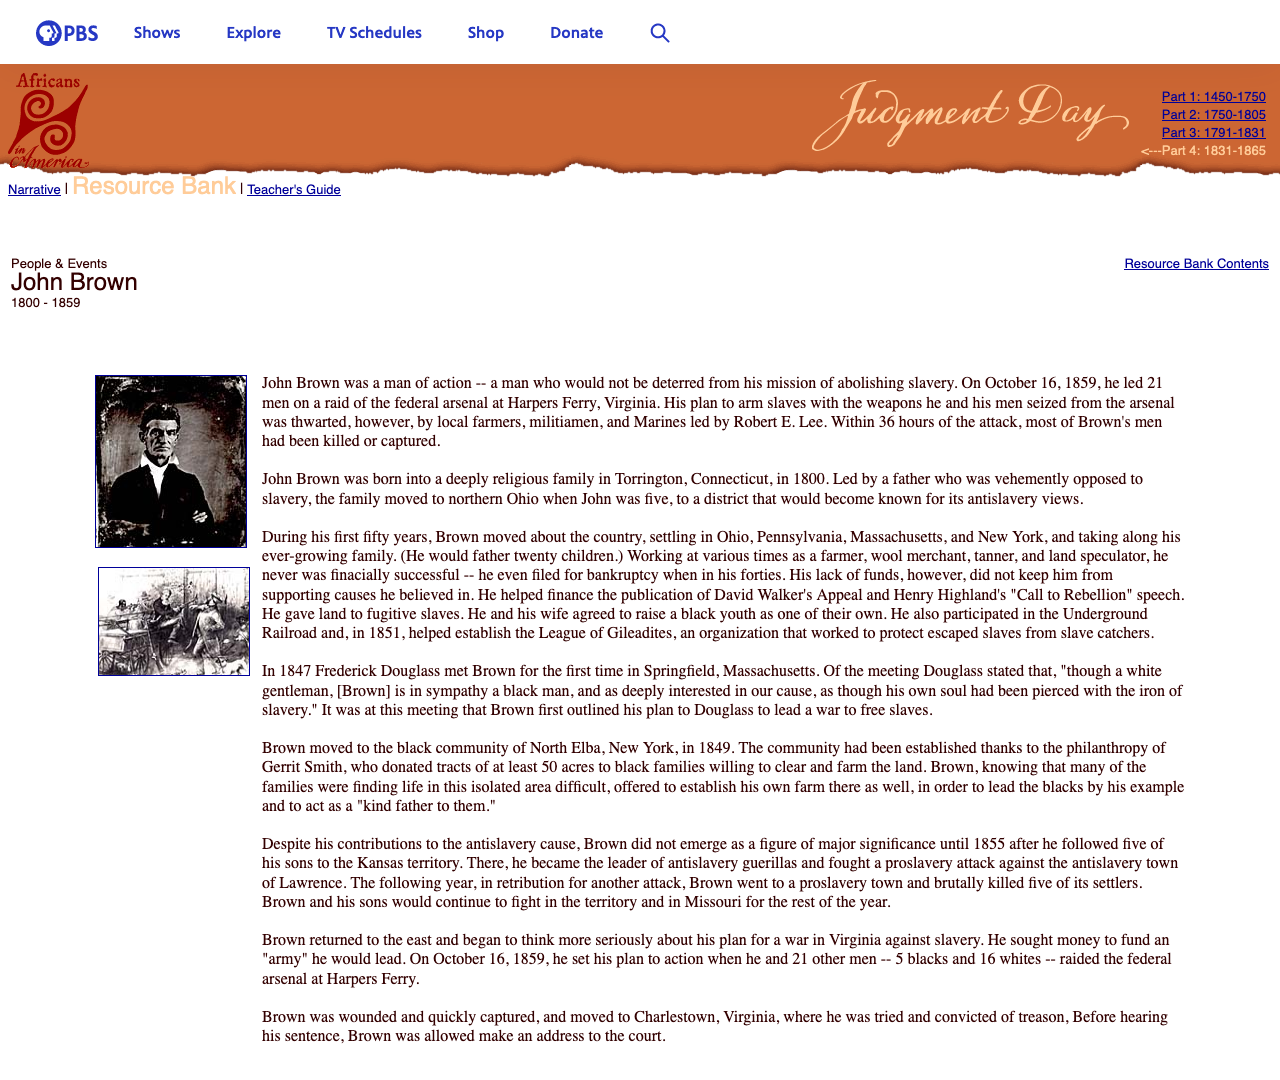 PBS Shows Explore TV Schedules Shop Donate
Africans
in
America
Judgment Day
Part 1: 1450-1750
Part 2: 1750-1805
Part 3: 1791-1831
<---Part 4: 1831-1865
Narrative | Resource Bank | Teacher's Guide
People & Events
John Brown
1800 - 1859
Resource Bank Contents
John Brown was a man of action -- a man who would not be deterred from his mission of abolishing slavery. On October 16, 1859, he led 21
men on a raid of the federal arsenal at Harpers Ferry, Virginia. His plan to arm slaves with the weapons he and his men seized from the arsenal
was thwarted, however, by local farmers, militiamen, and Marines led by Robert E. Lee. Within 36 hours of the attack, most of Brown's men
had been killed or captured.
John Brown was born into a deeply religious family in Torrington, Connecticut, in 1800. Led by a father who was vehemently opposed to
slavery, the family moved to northern Ohio when John was five, to a district that would become known for its antislavery views.
During his first fifty years, Brown moved about the country, settling in Ohio, Pennsylvania, Massachusetts, and New York, and taking along his
ever-growing family. (He would father twenty children.) Working at various times as a farmer, wool merchant, tanner, and land speculator, he
never was finacially successful -- he even filed for bankruptcy when in his forties. His lack of funds, however, did not keep him from
supporting causes he believed in. He helped finance the publication of David Walker's Appeal and Henry Highland's "Call to Rebellion" speech.
He gave land to fugitive slaves. He and his wife agreed to raise a black youth as one of their own. He also participated in the Underground
Railroad and, in 1851, helped establish the League of Gileadites, an organization that worked to protect escaped slaves from slave catchers.
In 1847 Frederick Douglass met Brown for the first time in Springfield, Massachusetts. Of the meeting Douglass stated that, "though a white
gentleman, [Brown] is in sympathy a black man, and as deeply interested in our cause, as though his own soul had been pierced with the iron of
slavery." It was at this meeting that Brown first outlined his plan to Douglass to lead a war to free slaves.
Brown moved to the black community of North Elba, New York, in 1849. The community had been established thanks to the philanthropy of
Gerrit Smith, who donated tracts of at least 50 acres to black families willing to clear and farm the land. Brown, knowing that many of the
families were finding life in this isolated area difficult, offered to establish his own farm there as well, in order to lead the blacks by his example
and to act as a "kind father to them."
Despite his contributions to the antislavery cause, Brown did not emerge as a figure of major significance until 1855 after he followed five of
his sons to the Kansas territory. There, he became the leader of antislavery guerillas and fought a proslavery attack against the antislavery town
of Lawrence. The following year, in retribution for another attack, Brown went to a proslavery town and brutally killed five of its settlers.
Brown and his sons would continue to fight in the territory and in Missouri for the rest of the year.
Brown returned to the east and began to think more seriously about his plan for a war in Virginia against slavery. He sought money to fund an
"army" he would lead. On October 16, 1859, he set his plan to action when he and 21 other men -- 5 blacks and 16 whites -- raided the federal
arsenal at Harpers Ferry.
Brown was wounded and quickly captured, and moved to Charlestown, Virginia, where he was tried and convicted of treason, Before hearing
his sentence, Brown was allowed make an address to the court.